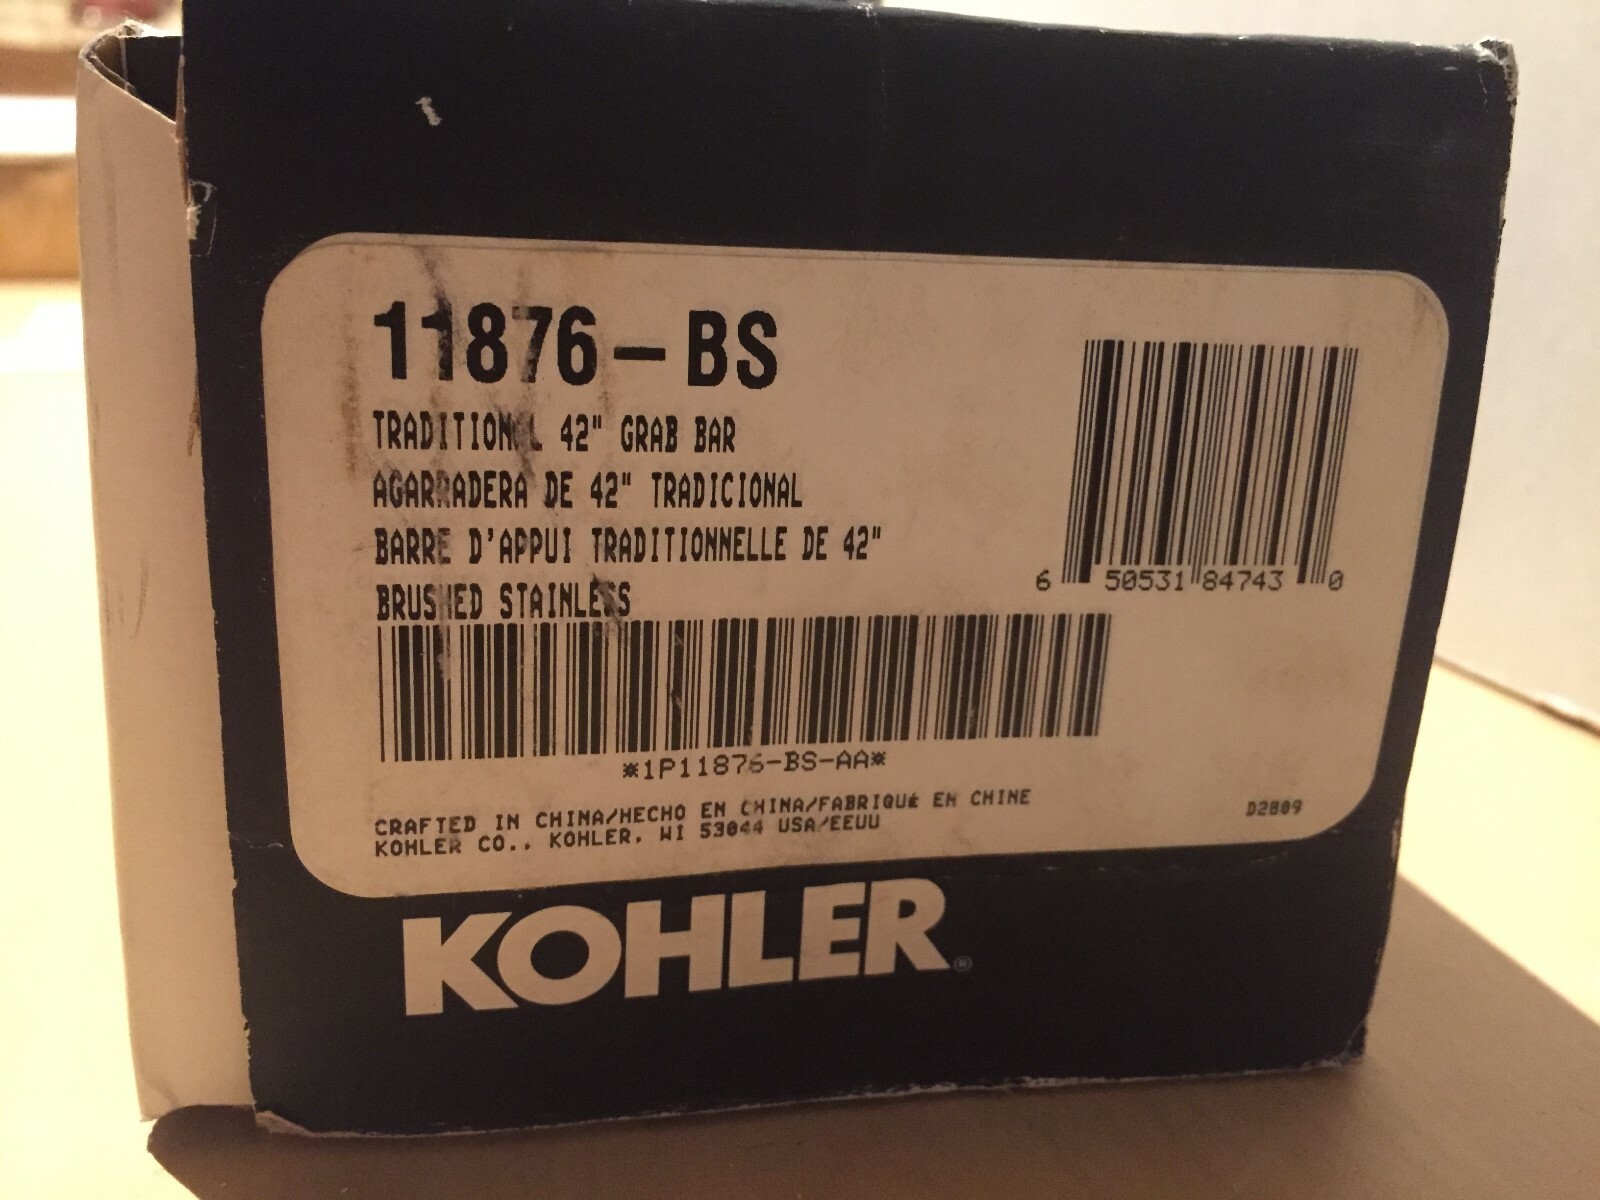 11876-BS
TRADITIONAL 42" GRAB BAR
AGARRADERA DE 42" TRADICIONAL
BARRE D'APPUI TRADITIONNELLE DE 42"
BRUSHED STAINLESS
6 50531 84743 0
*1P11876-BS-AA*
CRAFTED IN CHINA/HECHO EN CHINA/FABRIQUé EN CHINE
KOHLER CO., KOHLER, WI 53044 USA/EEUU
D2809
KOHLER®